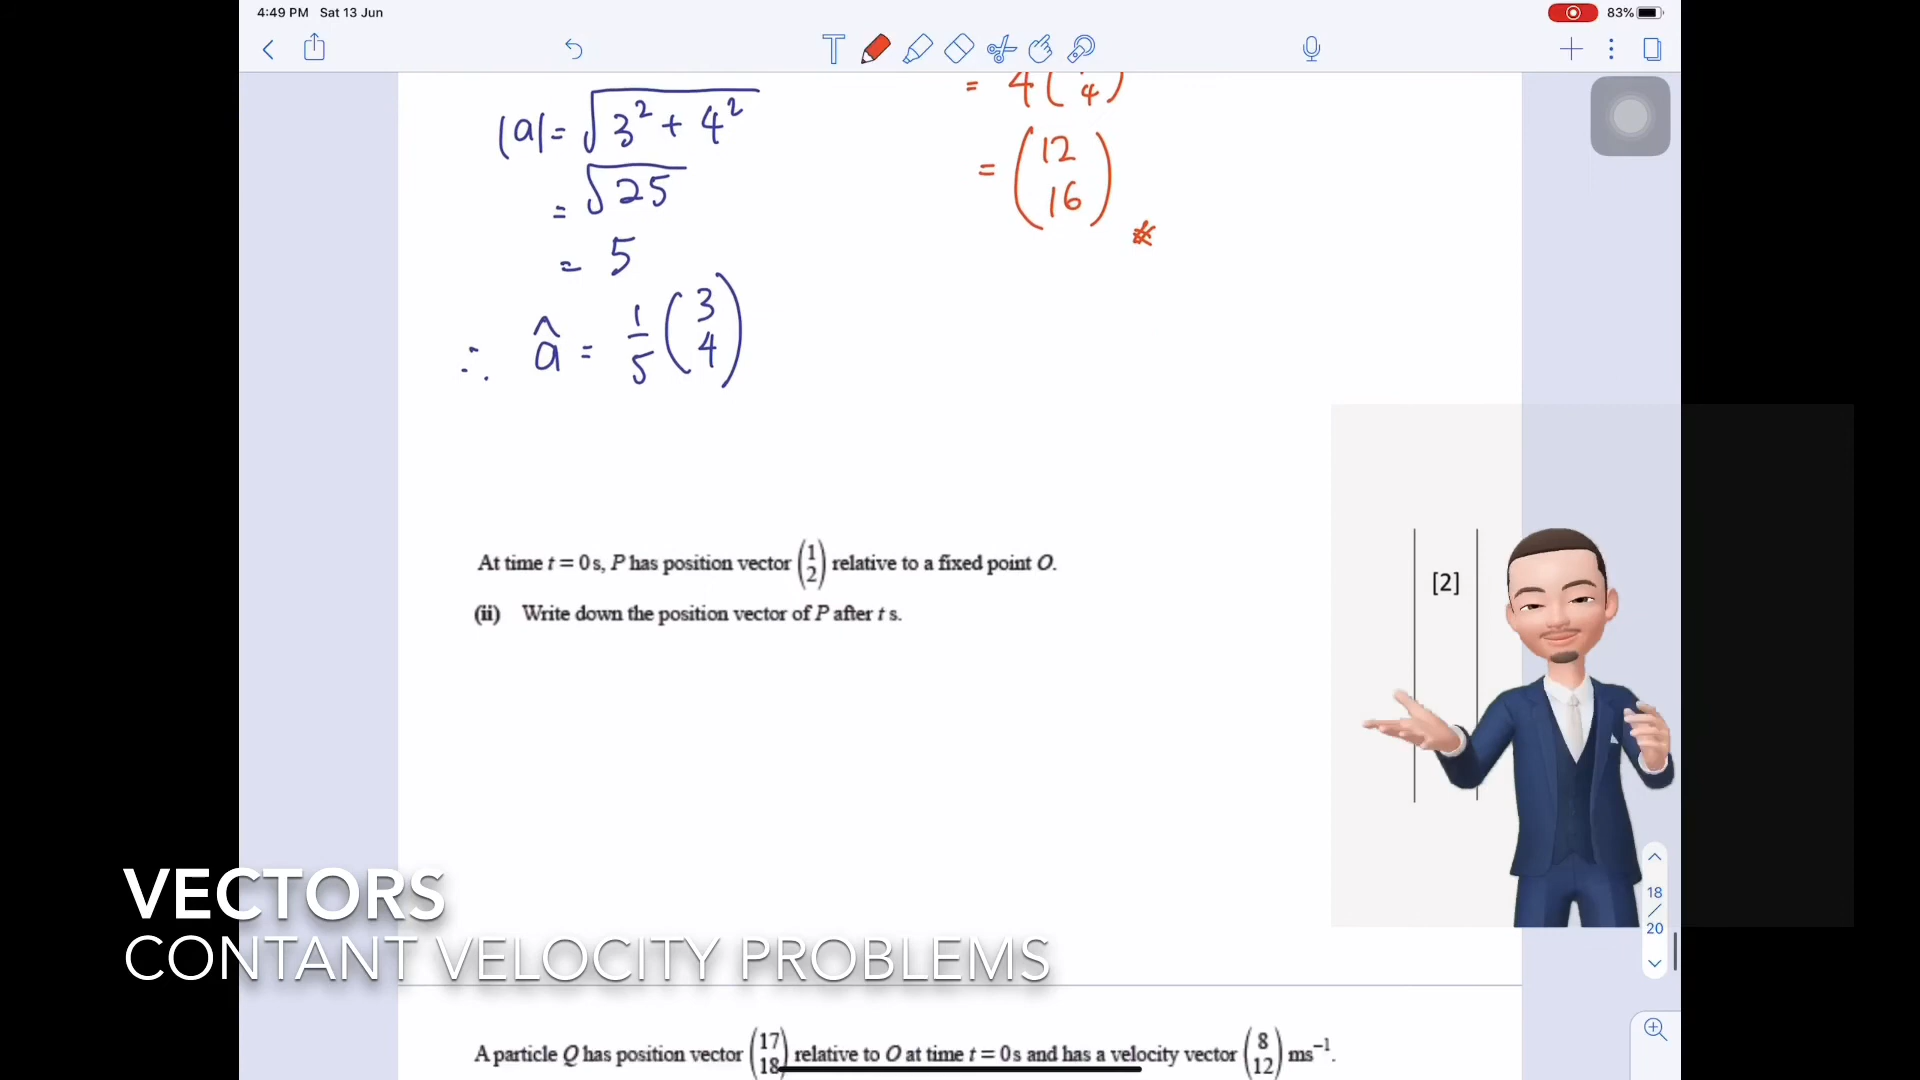 4:49 PM Sat 13 Jun
83%
|a| = √3² + 4²
= √25
= 5
∴ â = 1/5 (3 4)
= 4( 4)
= (12 16)
At time t = 0 s, P has position vector (1 2) relative to a fixed point O.
(ii) Write down the position vector of P after t s.
[2]
18
/
20
VECTORS
CONTANT VELOCITY PROBLEMS
A particle Q has position vector (17 18) relative to O at time t = 0 s and has a velocity vector (8 12) ms⁻¹.